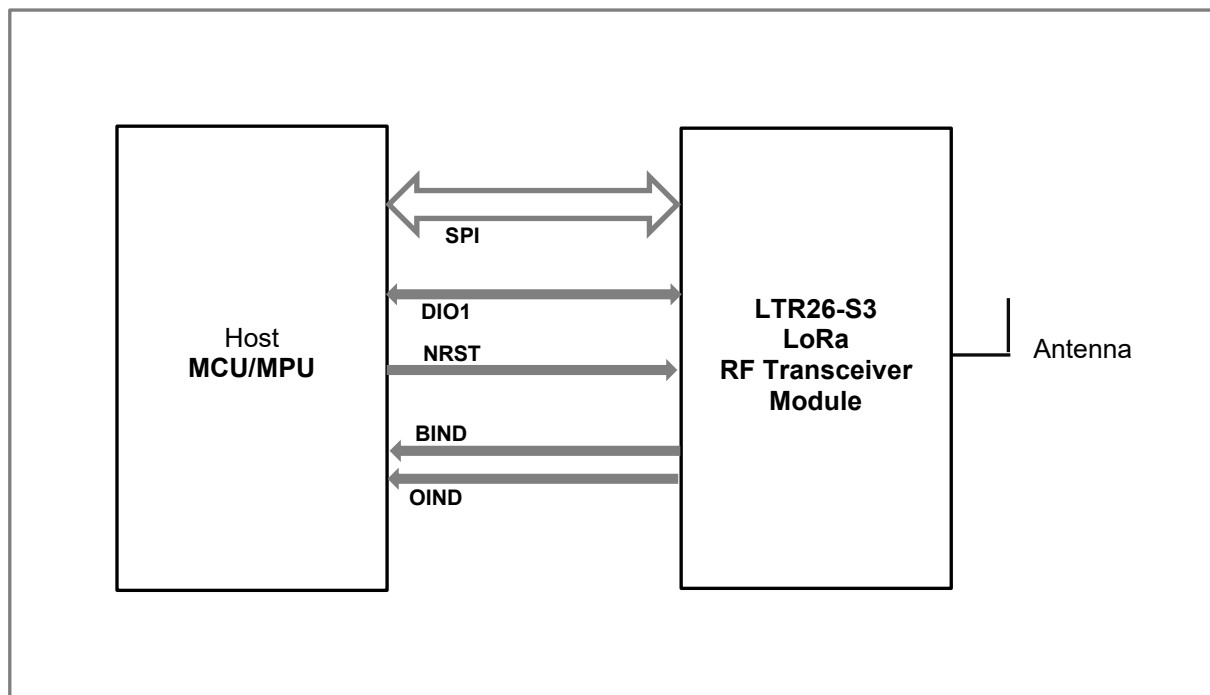 SPI
DIO1
Host
MCU/MPU
NRST
BIND
OIND
LTR26-S3
LoRa
RF Transceiver
Module
Antenna